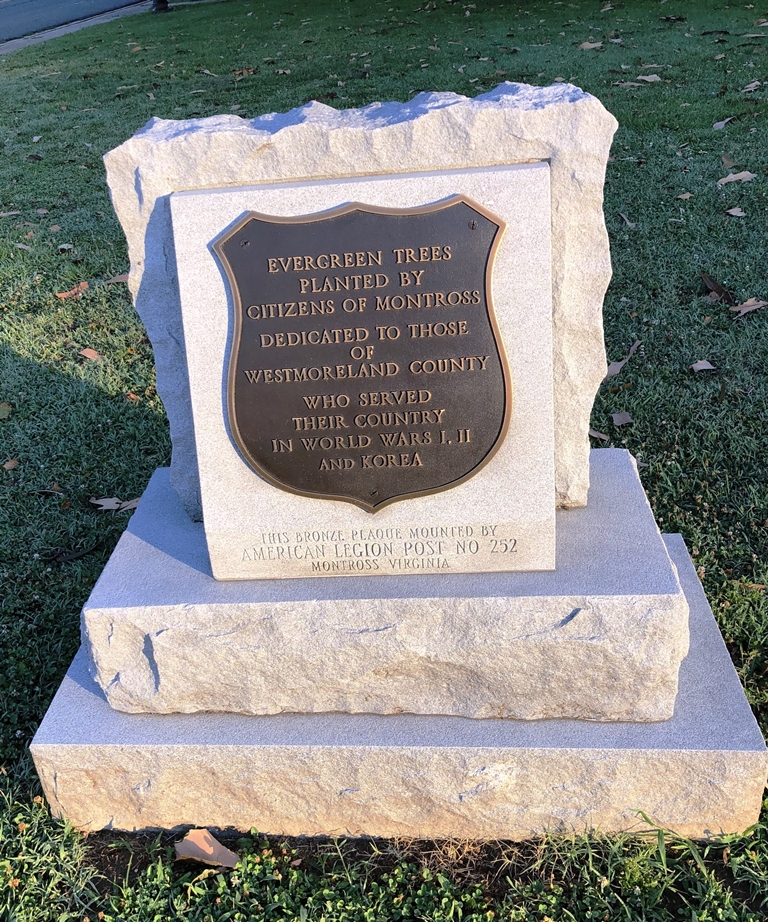 EVERGREEN TREES
PLANTED BY
CITIZENS OF MONTROSS
DEDICATED TO THOSE
OF
WESTMORELAND COUNTY
WHO SERVED
THEIR COUNTRY
IN WORLD WARS I, II
AND KOREA
THIS BRONZE PLAQUE MOUNTED BY
AMERICAN LEGION POST NO 252
MONTROSS VIRGINIA